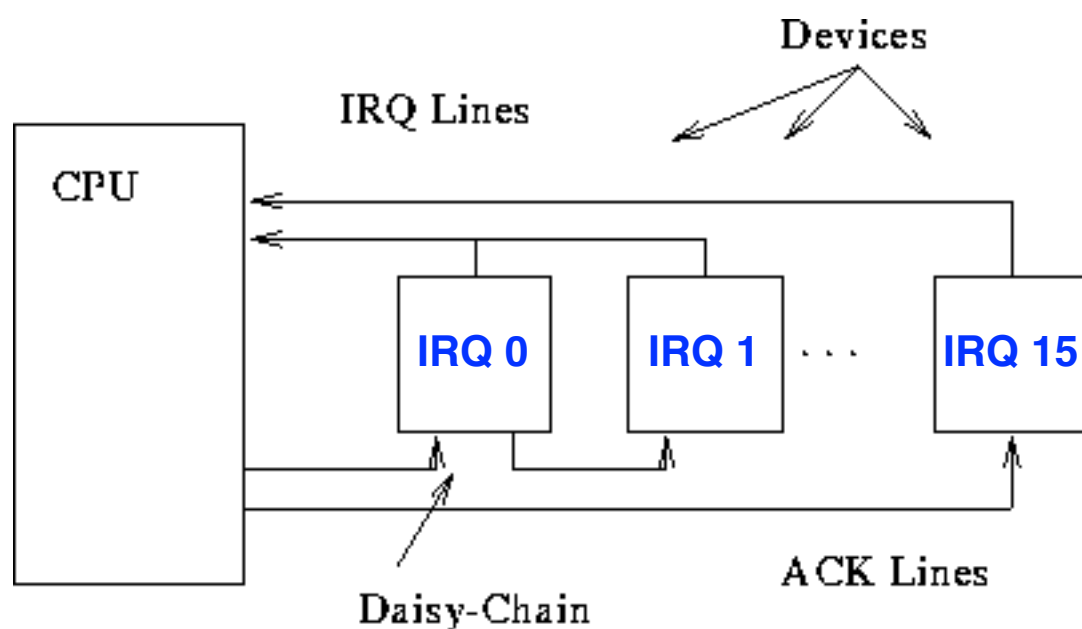 Devices
IRQ Lines
CPU
IRQ 0
IRQ 1
. . .
IRQ 15
ACK Lines
Daisy-Chain